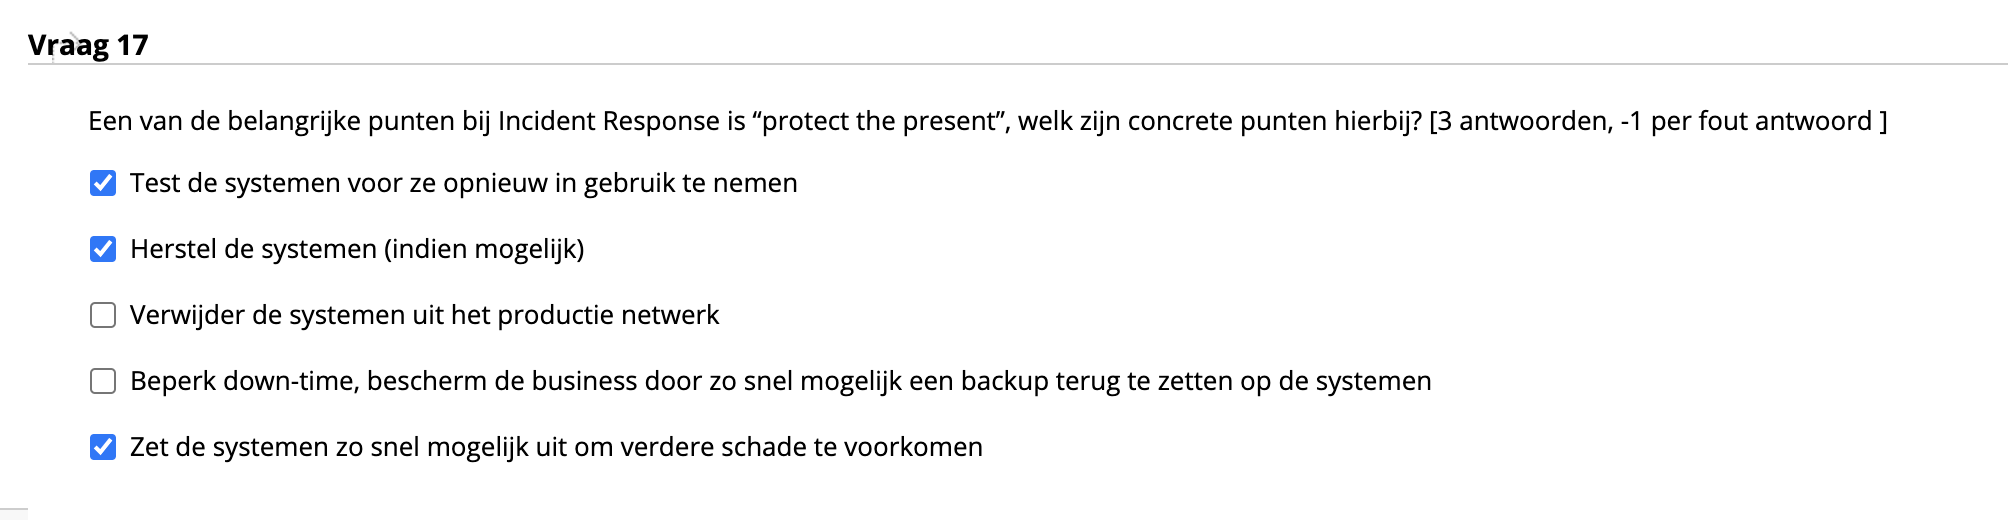 Vraag 17
Een van de belangrijke punten bij Incident Response is “protect the present”, welk zijn concrete punten hierbij? [3 antwoorden, -1 per fout antwoord ]
Test de systemen voor ze opnieuw in gebruik te nemen
Herstel de systemen (indien mogelijk)
Verwijder de systemen uit het productie netwerk
Beperk down-time, bescherm de business door zo snel mogelijk een backup terug te zetten op de systemen
Zet de systemen zo snel mogelijk uit om verdere schade te voorkomen